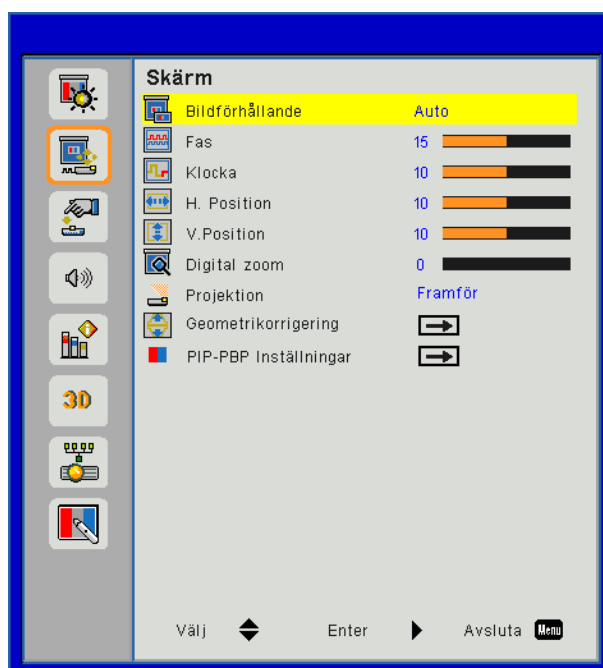 Skärm
Bildförhållande Auto
Fas 15
Klocka 10
H. Position 10
V.Position 10
Digital zoom 0
Projektion Framför
Geometrikorrigering
PIP-PBP Inställningar
3D
Välj Enter Avsluta Menu